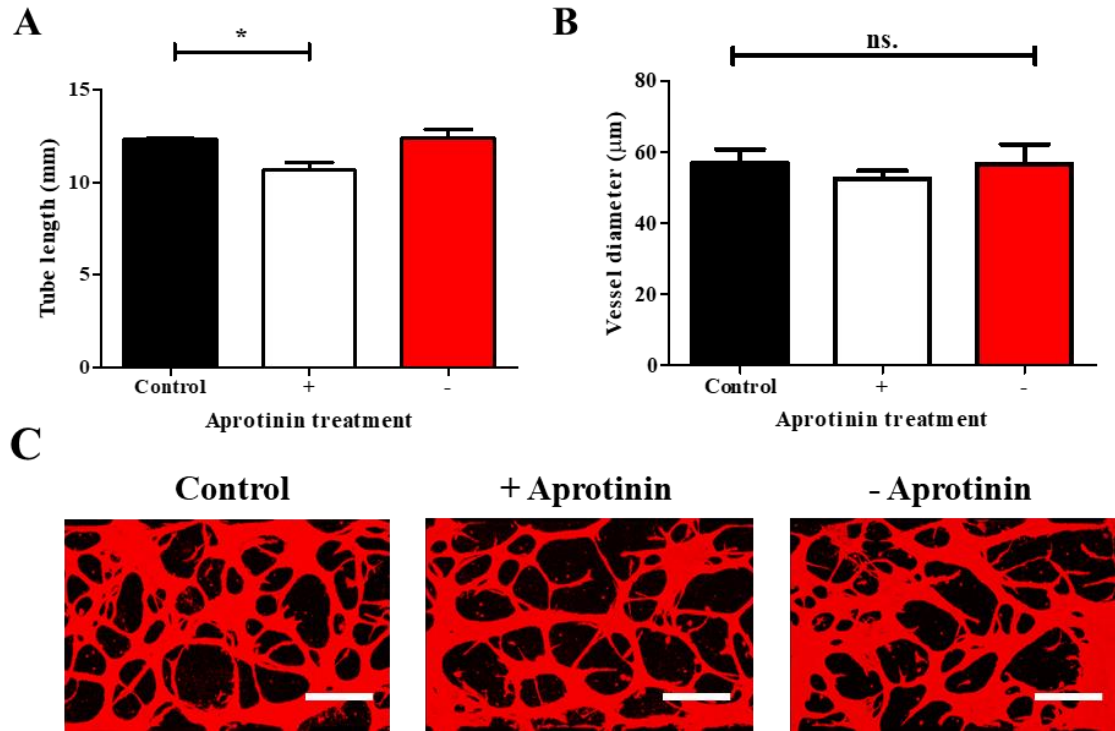 A
*
Tube length (mm)
15
10
5
0
Control + -
Aprotinin treatment
B
ns.
Vessel diameter (μm)
80
60
40
20
0
Control + -
Aprotinin treatment
C
Control
+ Aprotinin
- Aprotinin